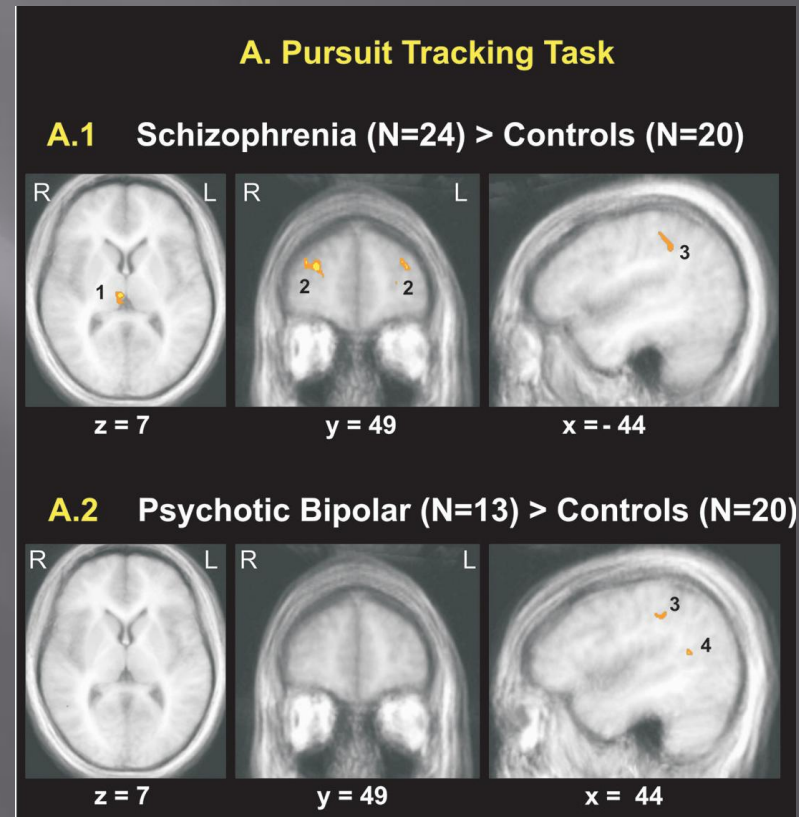 A. Pursuit Tracking Task
A.1 Schizophrenia (N=24) > Controls (N=20)
R L R L
1 2 2 3
z = 7 y = 49 x = - 44
A.2 Psychotic Bipolar (N=13) > Controls (N=20)
R L R L
3
4
z = 7 y = 49 x = 44